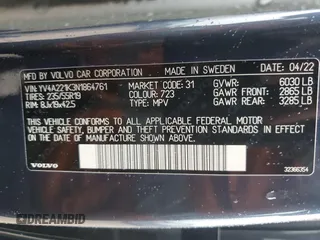 MFD BY VOLVO CAR CORPORATION MADE IN SWEDEN DATE: 04/22
VIN: YV4A221K3N1864761 MARKET CODE: 31 GVWR: 6030 LB
TIRES: 235/55R19 COLOUR: 723 GAWR FRONT: 2865 LB
RIM: 8Jx19x42.5 TYPE: MPV GAWR REAR: 3285 LB
THIS VEHICLE CONFORMS TO ALL APPLICABLE FEDERAL MOTOR
VEHICLE SAFETY, BUMPER AND THEFT PREVENTION STANDARDS IN
EFFECT ON THE DATE OF MANUFACTURE SHOWN ABOVE
VOLVO
32366354
DREAMBID